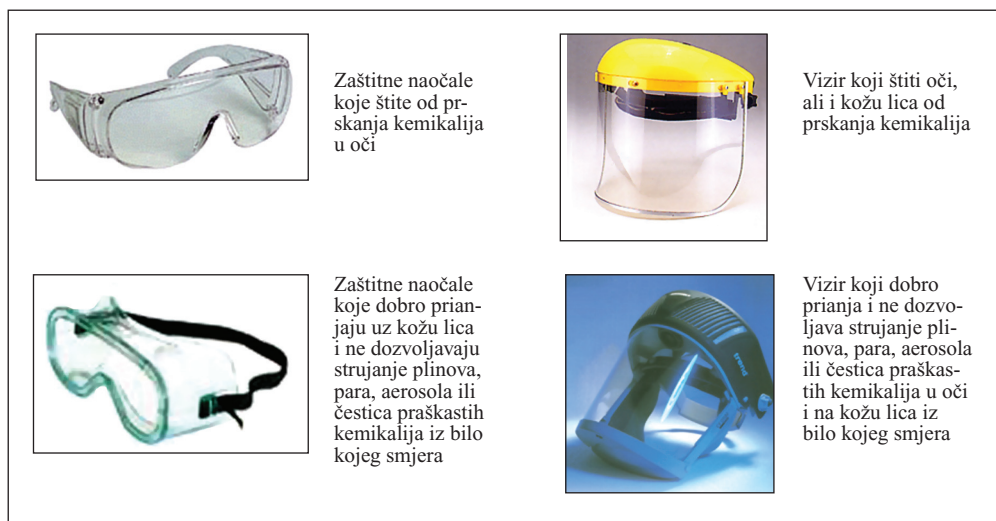 Zaštitne naočale
koje štite od pr-
skanja kemikalija
u oči
Vizir koji štiti oči,
ali i kožu lica od
prskanja kemikalija
Zaštitne naočale
koje dobro prian-
jaju uz kožu lica
i ne dozvoljavaju
strujanje plinova,
para, aerosola ili
čestica praškastih
kemikalija iz bilo
kojeg smjera
Vizir koji dobro
prianja i ne dozvo-
ljava strujanje pli-
nova, para, aerosola
ili čestica praškas-
tih kemikalija u oči
i na kožu lica iz
bilo kojeg smjera